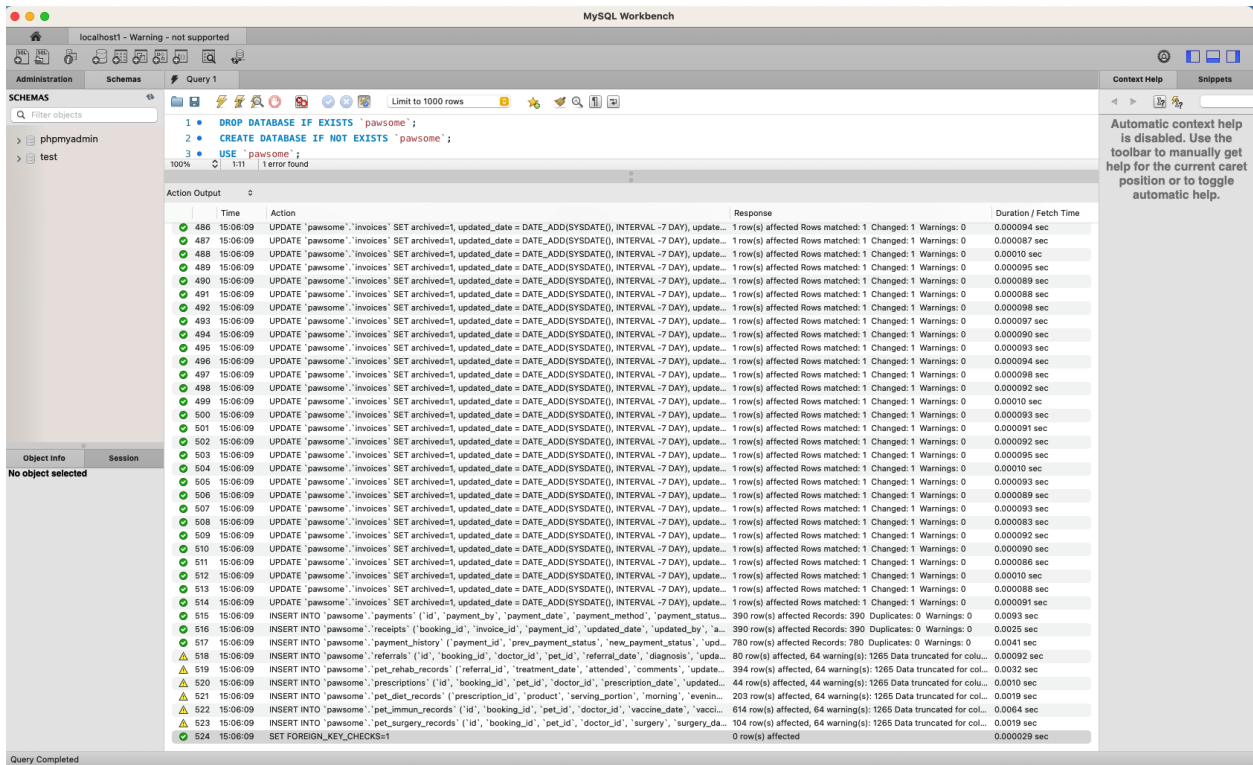 MySQL Workbench
localhost1 - Warning - not supported
Administration Schemas Query 1 Context Help Snippets
SCHEMAS
Filter objects
phpmyadmin
test
Limit to 1000 rows
1 DROP DATABASE IF EXISTS `pawsome`;
2 CREATE DATABASE IF NOT EXISTS `pawsome`;
3 USE `pawsome`;
100% 1:11 1 error found
Automatic context help
is disabled. Use the
toolbar to manually get
help for the current caret
position or to toggle
automatic help.
Action Output
Time Action Response Duration / Fetch Time
486 15:06:09 UPDATE `pawsome`.`invoices` SET archived=1, updated_date = DATE_ADD(SYSDATE(), INTERVAL -7 DAY), update... 1 row(s) affected Rows matched: 1 Changed: 1 Warnings: 0 0.000094 sec
487 15:06:09 UPDATE `pawsome`.`invoices` SET archived=1, updated_date = DATE_ADD(SYSDATE(), INTERVAL -7 DAY), update... 1 row(s) affected Rows matched: 1 Changed: 1 Warnings: 0 0.000087 sec
488 15:06:09 UPDATE `pawsome`.`invoices` SET archived=1, updated_date = DATE_ADD(SYSDATE(), INTERVAL -7 DAY), update... 1 row(s) affected Rows matched: 1 Changed: 1 Warnings: 0 0.00010 sec
489 15:06:09 UPDATE `pawsome`.`invoices` SET archived=1, updated_date = DATE_ADD(SYSDATE(), INTERVAL -7 DAY), update... 1 row(s) affected Rows matched: 1 Changed: 1 Warnings: 0 0.000095 sec
490 15:06:09 UPDATE `pawsome`.`invoices` SET archived=1, updated_date = DATE_ADD(SYSDATE(), INTERVAL -7 DAY), update... 1 row(s) affected Rows matched: 1 Changed: 1 Warnings: 0 0.000089 sec
491 15:06:09 UPDATE `pawsome`.`invoices` SET archived=1, updated_date = DATE_ADD(SYSDATE(), INTERVAL -7 DAY), update... 1 row(s) affected Rows matched: 1 Changed: 1 Warnings: 0 0.000088 sec
492 15:06:09 UPDATE `pawsome`.`invoices` SET archived=1, updated_date = DATE_ADD(SYSDATE(), INTERVAL -7 DAY), update... 1 row(s) affected Rows matched: 1 Changed: 1 Warnings: 0 0.000098 sec
493 15:06:09 UPDATE `pawsome`.`invoices` SET archived=1, updated_date = DATE_ADD(SYSDATE(), INTERVAL -7 DAY), update... 1 row(s) affected Rows matched: 1 Changed: 1 Warnings: 0 0.000097 sec
494 15:06:09 UPDATE `pawsome`.`invoices` SET archived=1, updated_date = DATE_ADD(SYSDATE(), INTERVAL -7 DAY), update... 1 row(s) affected Rows matched: 1 Changed: 1 Warnings: 0 0.000090 sec
495 15:06:09 UPDATE `pawsome`.`invoices` SET archived=1, updated_date = DATE_ADD(SYSDATE(), INTERVAL -7 DAY), update... 1 row(s) affected Rows matched: 1 Changed: 1 Warnings: 0 0.000093 sec
496 15:06:09 UPDATE `pawsome`.`invoices` SET archived=1, updated_date = DATE_ADD(SYSDATE(), INTERVAL -7 DAY), update... 1 row(s) affected Rows matched: 1 Changed: 1 Warnings: 0 0.000094 sec
497 15:06:09 UPDATE `pawsome`.`invoices` SET archived=1, updated_date = DATE_ADD(SYSDATE(), INTERVAL -7 DAY), update... 1 row(s) affected Rows matched: 1 Changed: 1 Warnings: 0 0.000098 sec
498 15:06:09 UPDATE `pawsome`.`invoices` SET archived=1, updated_date = DATE_ADD(SYSDATE(), INTERVAL -7 DAY), update... 1 row(s) affected Rows matched: 1 Changed: 1 Warnings: 0 0.000092 sec
499 15:06:09 UPDATE `pawsome`.`invoices` SET archived=1, updated_date = DATE_ADD(SYSDATE(), INTERVAL -7 DAY), update... 1 row(s) affected Rows matched: 1 Changed: 1 Warnings: 0 0.00010 sec
500 15:06:09 UPDATE `pawsome`.`invoices` SET archived=1, updated_date = DATE_ADD(SYSDATE(), INTERVAL -7 DAY), update... 1 row(s) affected Rows matched: 1 Changed: 1 Warnings: 0 0.000093 sec
501 15:06:09 UPDATE `pawsome`.`invoices` SET archived=1, updated_date = DATE_ADD(SYSDATE(), INTERVAL -7 DAY), update... 1 row(s) affected Rows matched: 1 Changed: 1 Warnings: 0 0.000091 sec
502 15:06:09 UPDATE `pawsome`.`invoices` SET archived=1, updated_date = DATE_ADD(SYSDATE(), INTERVAL -7 DAY), update... 1 row(s) affected Rows matched: 1 Changed: 1 Warnings: 0 0.000092 sec
503 15:06:09 UPDATE `pawsome`.`invoices` SET archived=1, updated_date = DATE_ADD(SYSDATE(), INTERVAL -7 DAY), update... 1 row(s) affected Rows matched: 1 Changed: 1 Warnings: 0 0.000095 sec
504 15:06:09 UPDATE `pawsome`.`invoices` SET archived=1, updated_date = DATE_ADD(SYSDATE(), INTERVAL -7 DAY), update... 1 row(s) affected Rows matched: 1 Changed: 1 Warnings: 0 0.00010 sec
505 15:06:09 UPDATE `pawsome`.`invoices` SET archived=1, updated_date = DATE_ADD(SYSDATE(), INTERVAL -7 DAY), update... 1 row(s) affected Rows matched: 1 Changed: 1 Warnings: 0 0.000093 sec
506 15:06:09 UPDATE `pawsome`.`invoices` SET archived=1, updated_date = DATE_ADD(SYSDATE(), INTERVAL -7 DAY), update... 1 row(s) affected Rows matched: 1 Changed: 1 Warnings: 0 0.000089 sec
507 15:06:09 UPDATE `pawsome`.`invoices` SET archived=1, updated_date = DATE_ADD(SYSDATE(), INTERVAL -7 DAY), update... 1 row(s) affected Rows matched: 1 Changed: 1 Warnings: 0 0.000093 sec
508 15:06:09 UPDATE `pawsome`.`invoices` SET archived=1, updated_date = DATE_ADD(SYSDATE(), INTERVAL -7 DAY), update... 1 row(s) affected Rows matched: 1 Changed: 1 Warnings: 0 0.000083 sec
509 15:06:09 UPDATE `pawsome`.`invoices` SET archived=1, updated_date = DATE_ADD(SYSDATE(), INTERVAL -7 DAY), update... 1 row(s) affected Rows matched: 1 Changed: 1 Warnings: 0 0.000092 sec
510 15:06:09 UPDATE `pawsome`.`invoices` SET archived=1, updated_date = DATE_ADD(SYSDATE(), INTERVAL -7 DAY), update... 1 row(s) affected Rows matched: 1 Changed: 1 Warnings: 0 0.000090 sec
511 15:06:09 UPDATE `pawsome`.`invoices` SET archived=1, updated_date = DATE_ADD(SYSDATE(), INTERVAL -7 DAY), update... 1 row(s) affected Rows matched: 1 Changed: 1 Warnings: 0 0.000086 sec
512 15:06:09 UPDATE `pawsome`.`invoices` SET archived=1, updated_date = DATE_ADD(SYSDATE(), INTERVAL -7 DAY), update... 1 row(s) affected Rows matched: 1 Changed: 1 Warnings: 0 0.00010 sec
513 15:06:09 UPDATE `pawsome`.`invoices` SET archived=1, updated_date = DATE_ADD(SYSDATE(), INTERVAL -7 DAY), update... 1 row(s) affected Rows matched: 1 Changed: 1 Warnings: 0 0.000088 sec
514 15:06:09 UPDATE `pawsome`.`invoices` SET archived=1, updated_date = DATE_ADD(SYSDATE(), INTERVAL -7 DAY), update... 1 row(s) affected Rows matched: 1 Changed: 1 Warnings: 0 0.000091 sec
515 15:06:09 INSERT INTO `pawsome`.`payments` (`id`, `payment_by`, `payment_date`, `payment_method`, `payment_status... 390 row(s) affected Records: 390 Duplicates: 0 Warnings: 0 0.0093 sec
516 15:06:09 INSERT INTO `pawsome`.`receipts` (`booking_id`, `invoice_id`, `payment_id`, `updated_date`, `updated_by`, `a... 390 row(s) affected Records: 390 Duplicates: 0 Warnings: 0 0.0025 sec
517 15:06:09 INSERT INTO `pawsome`.`payment_history` (`payment_id`, `prev_payment_status`, `new_payment_status`, `upd... 780 row(s) affected Records: 780 Duplicates: 0 Warnings: 0 0.0041 sec
518 15:06:09 INSERT INTO `pawsome`.`referrals` (`id`, `booking_id`, `doctor_id`, `pet_id`, `referral_date`, `diagnosis`, `upda... 80 row(s) affected, 64 warning(s): 1265 Data truncated for colu... 0.00092 sec
519 15:06:09 INSERT INTO `pawsome`.`pet_rehab_records` (`referral_id`, `treatment_date`, `attended`, `comments`, `update... 394 row(s) affected, 64 warning(s): 1265 Data truncated for colu... 0.0032 sec
520 15:06:09 INSERT INTO `pawsome`.`prescriptions` (`id`, `booking_id`, `pet_id`, `doctor_id`, `prescription_date`, `updated... 44 row(s) affected, 44 warning(s): 1265 Data truncated for colu... 0.0010 sec
521 15:06:09 INSERT INTO `pawsome`.`pet_diet_records` (`prescription_id`, `product`, `serving_portion`, `morning`, `evenin... 203 row(s) affected, 64 warning(s): 1265 Data truncated for col... 0.0019 sec
522 15:06:09 INSERT INTO `pawsome`.`pet_immun_records` (`id`, `booking_id`, `pet_id`, `doctor_id`, `vaccine_date`, `vacci... 614 row(s) affected, 64 warning(s): 1265 Data truncated for col... 0.0064 sec
523 15:06:09 INSERT INTO `pawsome`.`pet_surgery_records` (`id`, `booking_id`, `pet_id`, `doctor_id`, `surgery`, `surgery_da... 104 row(s) affected, 64 warning(s): 1265 Data truncated for col... 0.0019 sec
524 15:06:09 SET FOREIGN_KEY_CHECKS=1 0 row(s) affected 0.000029 sec
Object Info Session
No object selected
Query Completed